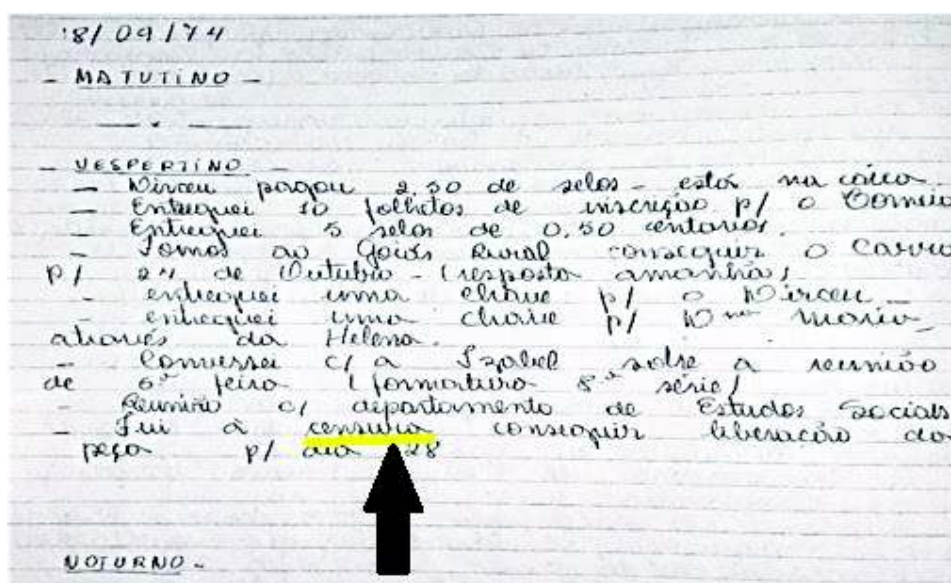 18/09/74
- MATUTINO -
- VESPERTINO -
- Dirceu pagou 2.50 de selos - está na caixa
- Entreguei 10 folhetos de inscrição p/ o Correio
Entreguei 5 selos de 0,50 centavos.
- Fomos ao Goiás Rural conseguir o Carro
p/ 24 de Outubro - (resposta amanhã)
- entreguei uma chave p/ o Dirceu -
- entreguei uma chave p/ Dna Maria
através da Helena.
- Conversei c/ a Izabel sobre a reunião
de 6ª feira (formatura 8ª série)
- Reunião c/ departamento de Estudos Sociais
- Fui à censura conseguir liberação da
peça p/ dia 28
NOTURNO -